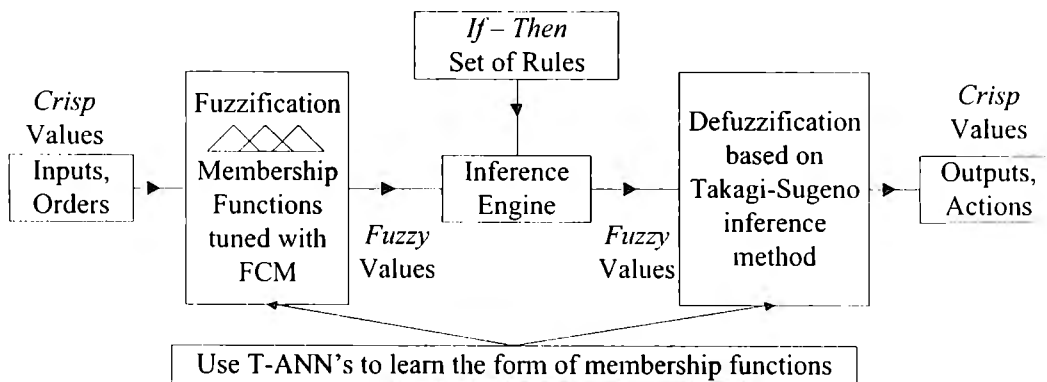 If – Then
Set of Rules
Crisp
Values
Inputs,
Orders
Fuzzification
Membership
Functions
tuned with
FCM
Fuzzy
Values
Inference
Engine
Fuzzy
Values
Defuzzification
based on
Takagi-Sugeno
inference
method
Crisp
Values
Outputs,
Actions
Use T-ANN's to learn the form of membership functions